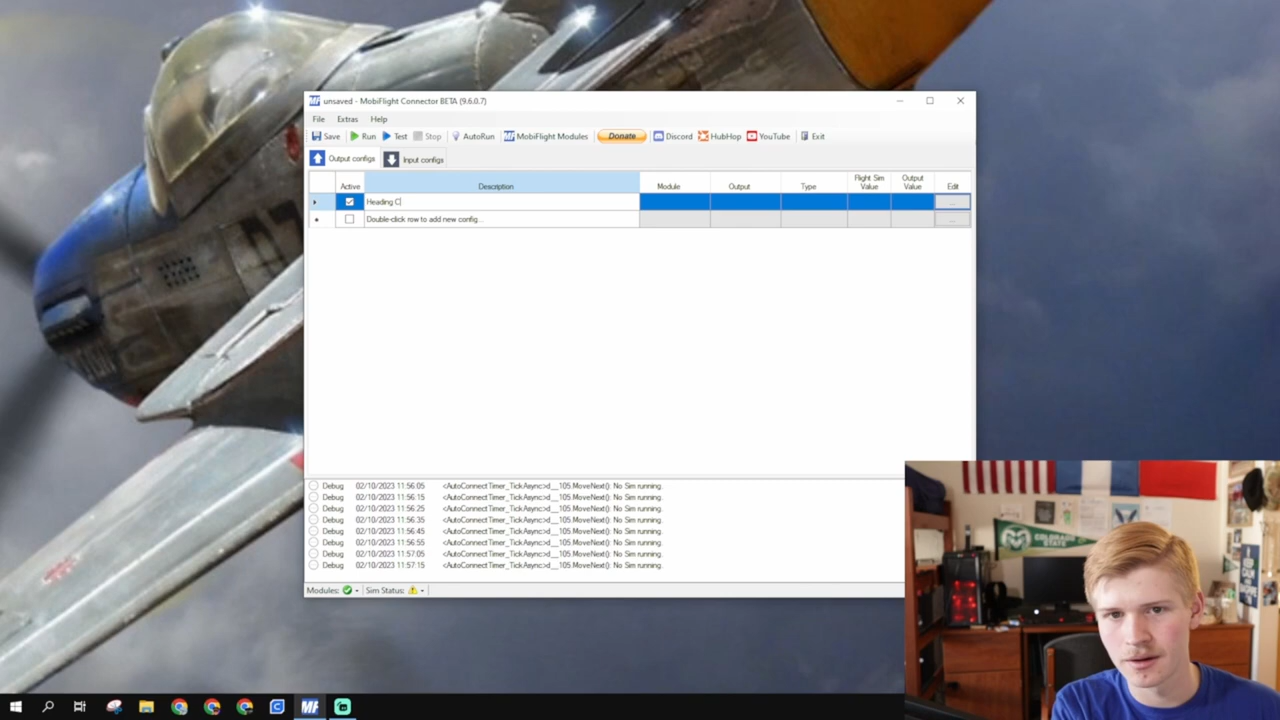 MF unsaved - MobiFlight Connector BETA (9.6.0.7)
File Extras Help
Save Run Test Stop AutoRun MobiFlight Modules Donate Discord HubHop YouTube Exit
Output configs Input configs
Active Description Module Output Type Flight Sim Value Output Value Edit
Heading C ...
Double-click row to add new config... ...
Debug 02/10/2023 11:56:05 <AutoConnectTimer_TickAsync>d__105.MoveNext(): No Sim running.
Debug 02/10/2023 11:56:15 <AutoConnectTimer_TickAsync>d__105.MoveNext(): No Sim running.
Debug 02/10/2023 11:56:25 <AutoConnectTimer_TickAsync>d__105.MoveNext(): No Sim running.
Debug 02/10/2023 11:56:35 <AutoConnectTimer_TickAsync>d__105.MoveNext(): No Sim running.
Debug 02/10/2023 11:56:45 <AutoConnectTimer_TickAsync>d__105.MoveNext(): No Sim running.
Debug 02/10/2023 11:56:55 <AutoConnectTimer_TickAsync>d__105.MoveNext(): No Sim running.
Debug 02/10/2023 11:57:05 <AutoConnectTimer_TickAsync>d__105.MoveNext(): No Sim running.
Debug 02/10/2023 11:57:15 <AutoConnectTimer_TickAsync>d__105.MoveNext(): No Sim running.
Modules: Sim Status:
COLORADO
STATE
MF